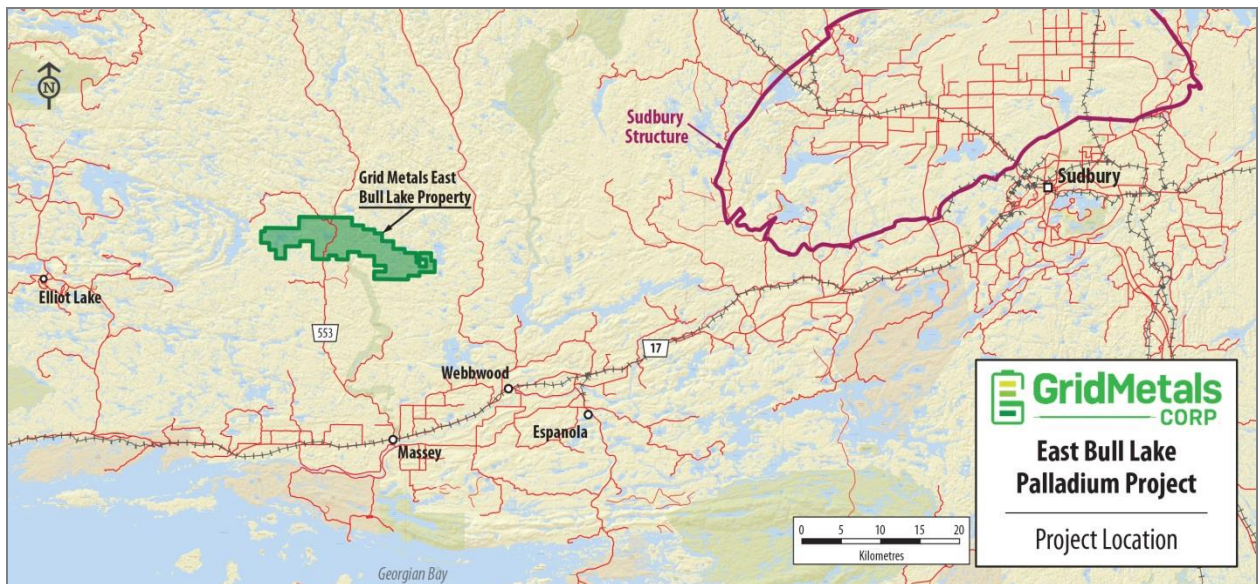 N
Sudbury
Structure
Sudbury
Grid Metals East
Bull Lake Property
Elliot Lake
553
17
Webbwood
Espanola
Massey
Georgian Bay
0 5 10 15 20
Kilometres
GridMetals
CORP
East Bull Lake
Palladium Project
Project Location